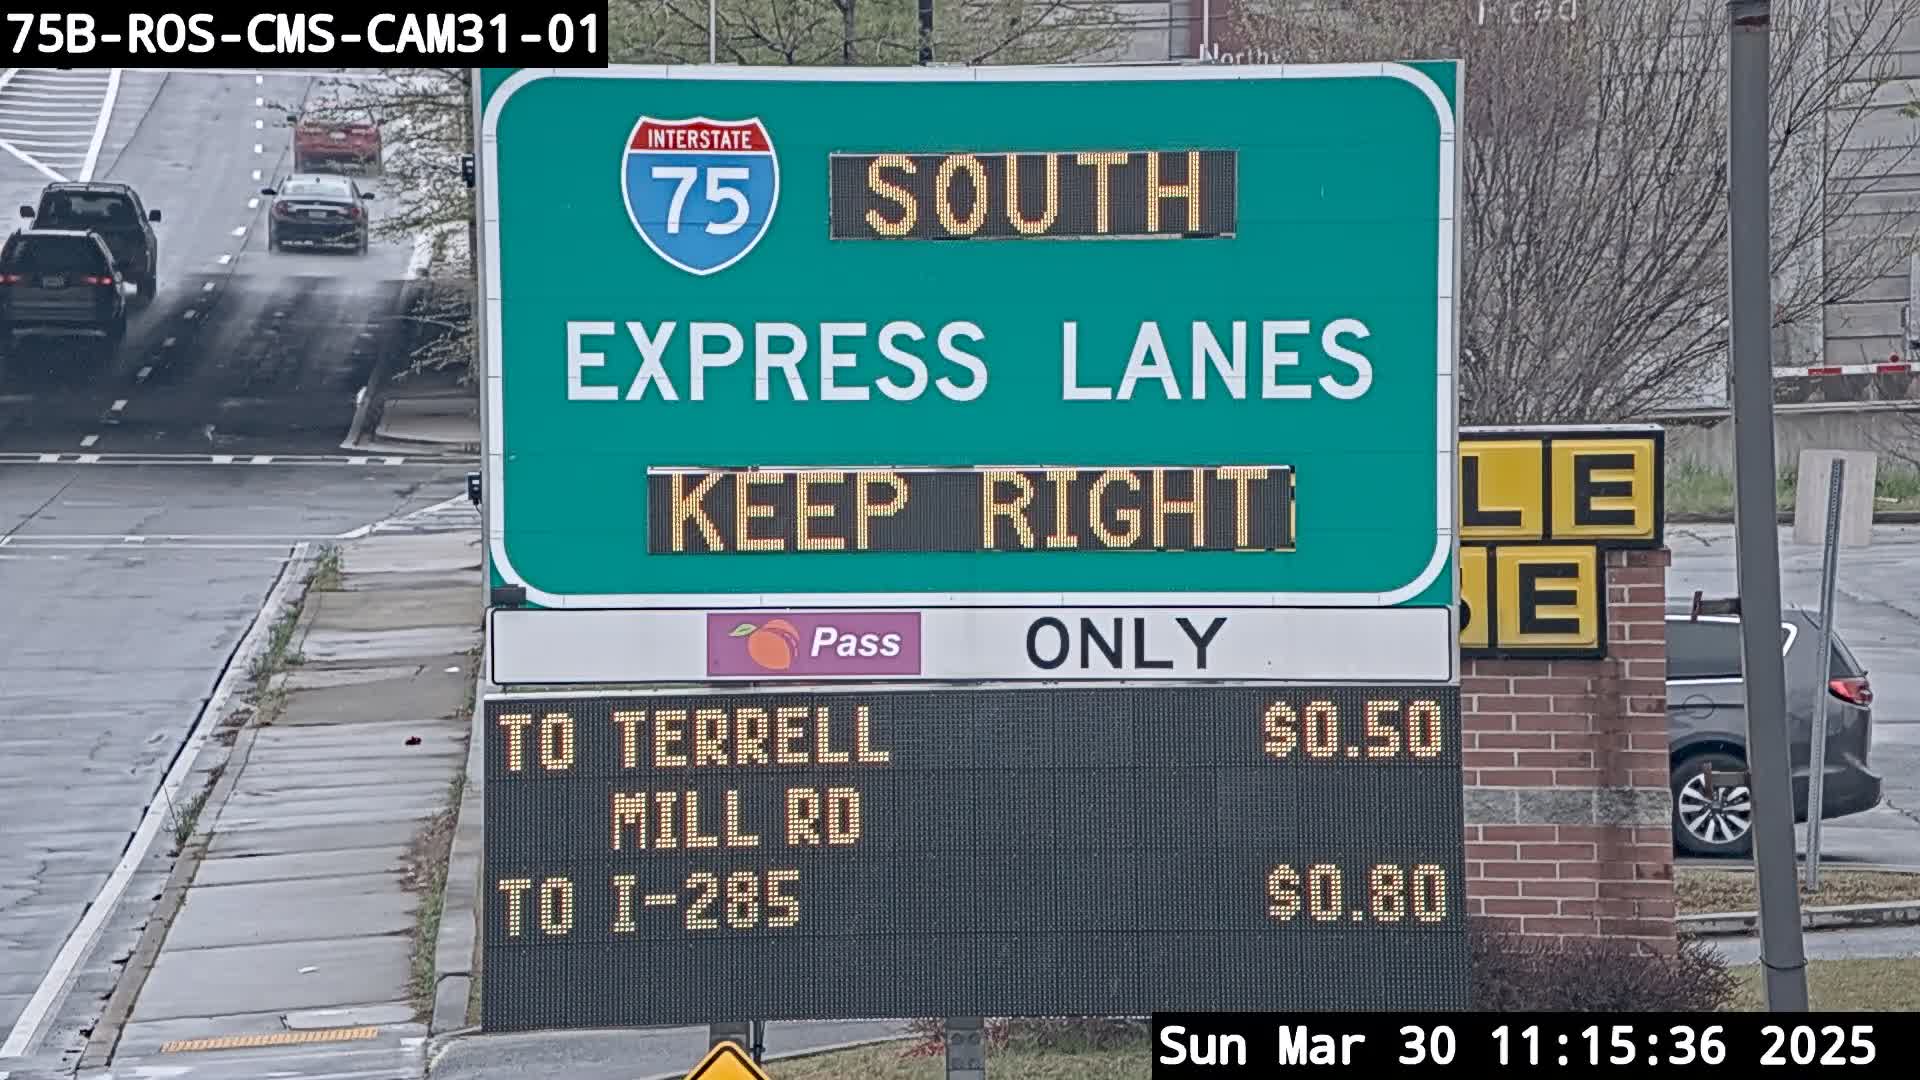 75B-ROS-CMS-CAM31-01
INTERSTATE
75
SOUTH
EXPRESS LANES
KEEP RIGHT
Pass ONLY
TO TERRELL $0.50
MILL RD
TO I-285 $0.80
LE
E
Sun Mar 30 11:15:36 2025